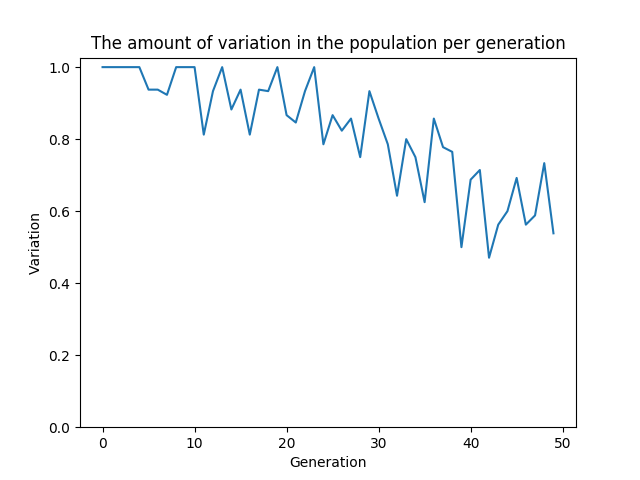 The amount of variation in the population per generation
1.0
0.8
0.6
0.4
0.2
0.0
Variation
0 10 20 30 40 50
Generation